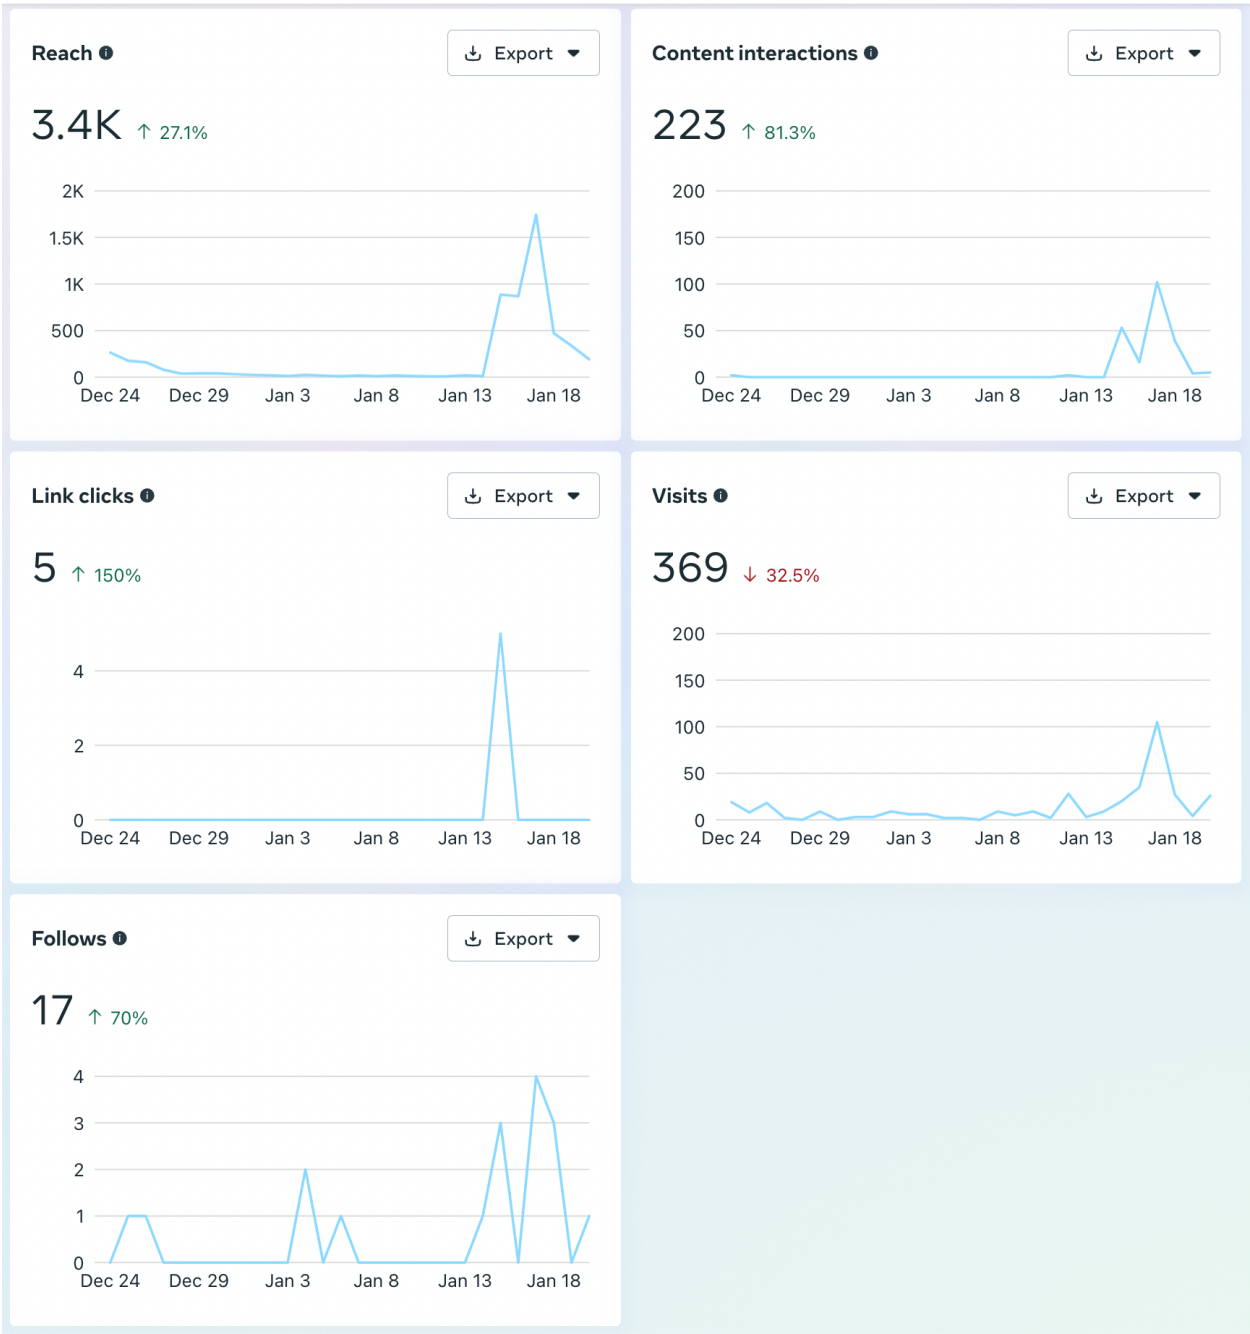 Reach
Export
3.4K ↑ 27.1%
2K
1.5K
1K
500
0
Dec 24 Dec 29 Jan 3 Jan 8 Jan 13 Jan 18
Content interactions
Export
223 ↑ 81.3%
200
150
100
50
0
Dec 24 Dec 29 Jan 3 Jan 8 Jan 13 Jan 18
Link clicks
Export
5 ↑ 150%
4
2
0
Dec 24 Dec 29 Jan 3 Jan 8 Jan 13 Jan 18
Visits
Export
369 ↓ 32.5%
200
150
100
50
0
Dec 24 Dec 29 Jan 3 Jan 8 Jan 13 Jan 18
Follows
Export
17 ↑ 70%
4
3
2
1
0
Dec 24 Dec 29 Jan 3 Jan 8 Jan 13 Jan 18